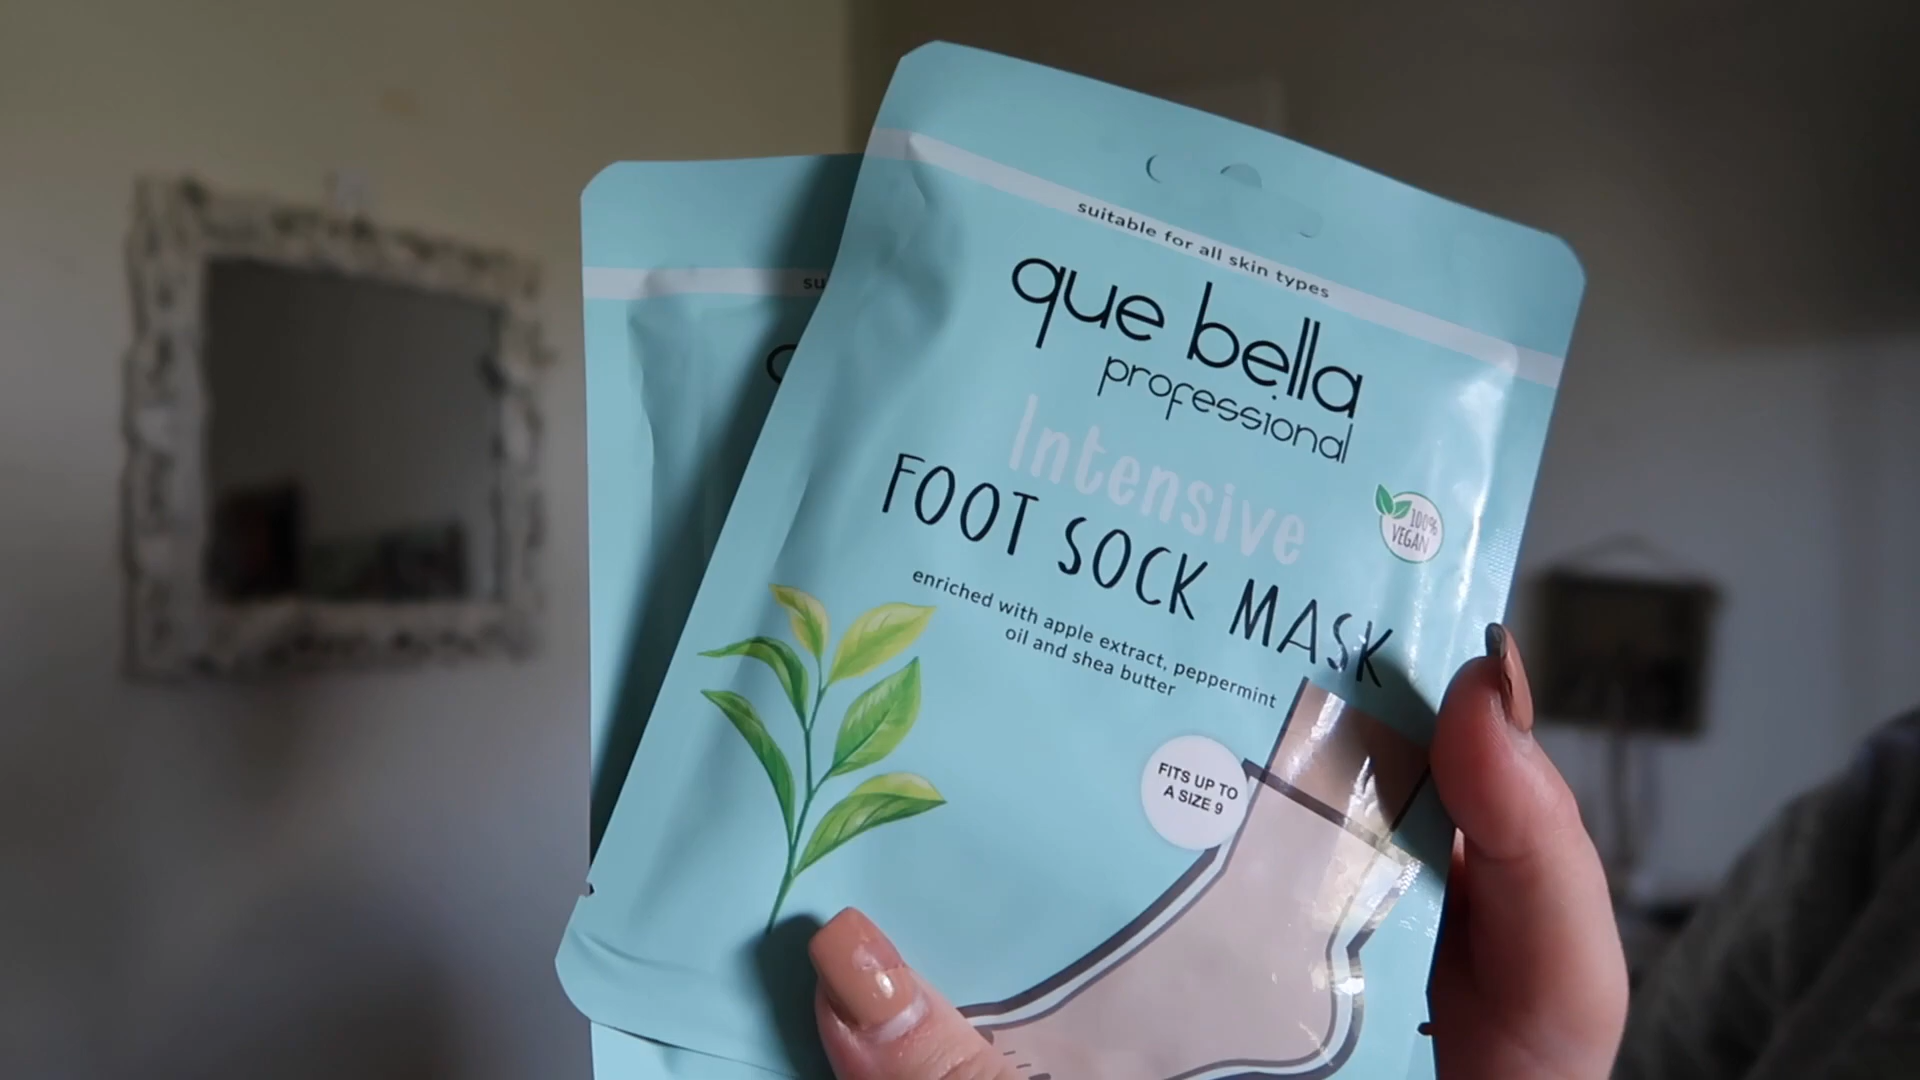 suitable for all skin types
que bella
professional
Intensive
FOOT SOCK MASK
100%
VEGAN
enriched with apple extract, peppermint
oil and shea butter
FITS UP TO
A SIZE 9
su